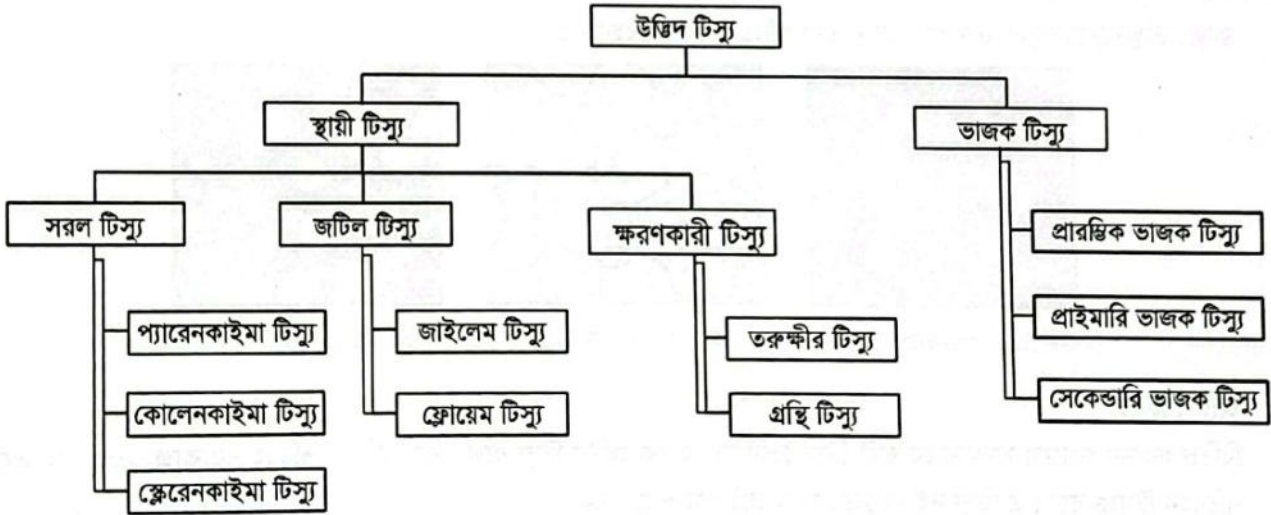 উদ্ভিদ টিস্যু
স্থায়ী টিস্যু
ভাজক টিস্যু
সরল টিস্যু
জটিল টিস্যু
ক্ষরণকারী টিস্যু
প্রারম্ভিক ভাজক টিস্যু
প্রাইমারি ভাজক টিস্যু
সেকেন্ডারি ভাজক টিস্যু
প্যারেনকাইমা টিস্যু
কোলেনকাইমা টিস্যু
স্ক্লেরেনকাইমা টিস্যু
জাইলেম টিস্যু
ফ্লোয়েম টিস্যু
তরুক্ষীর টিস্যু
গ্রন্থি টিস্যু